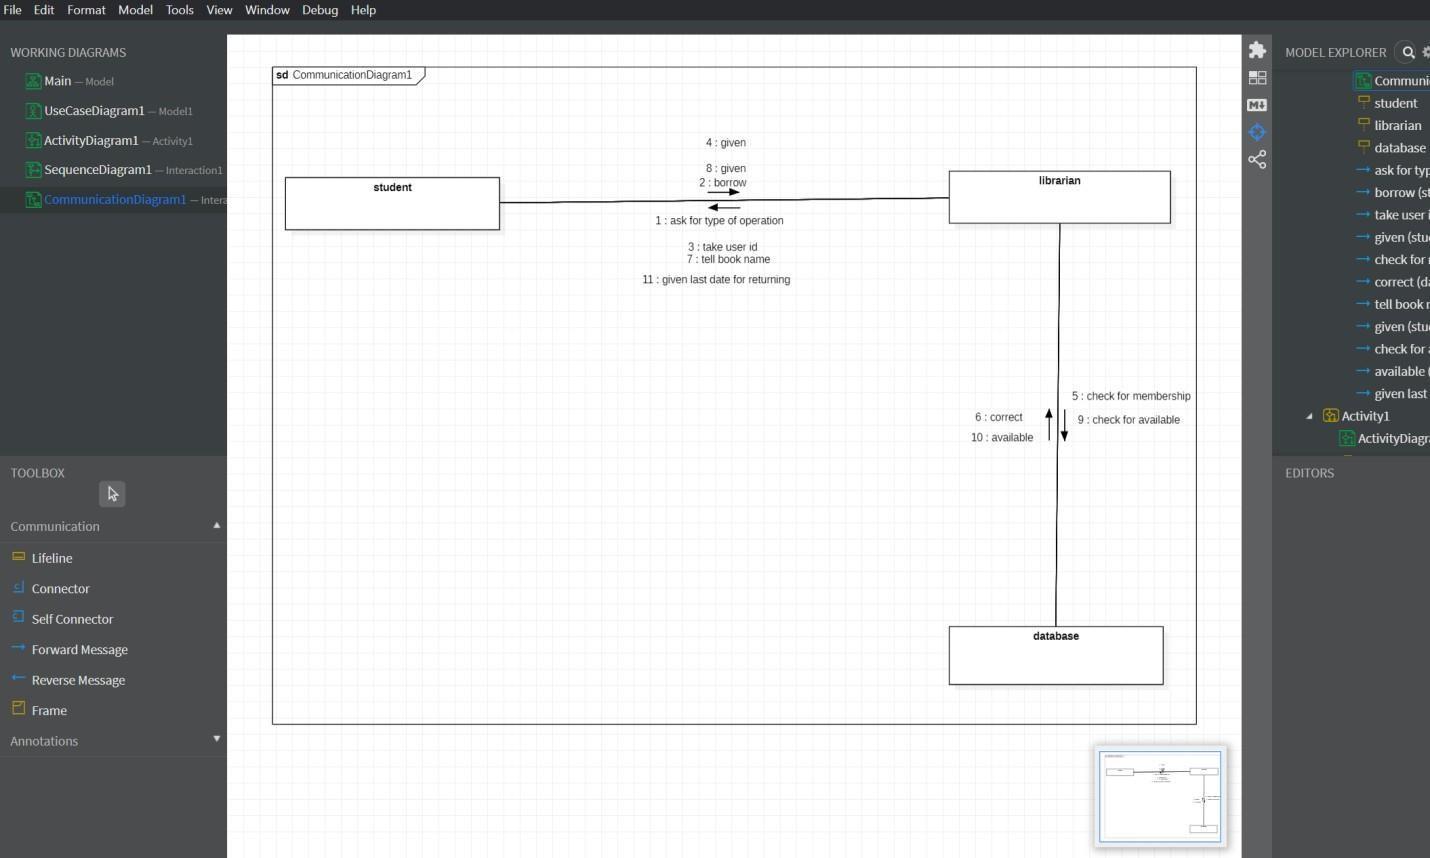 File Edit Format Model Tools View Window Debug Help
WORKING DIAGRAMS
Main — Model
UseCaseDiagram1 — Model1
ActivityDiagram1 — Activity1
SequenceDiagram1 — Interaction1
CommunicationDiagram1 — Intera
TOOLBOX
Communication
Lifeline
Connector
Self Connector
Forward Message
Reverse Message
Frame
Annotations
sd CommunicationDiagram1
4 : given
8 : given
2 : borrow
student
librarian
1 : ask for type of operation
3 : take user id
7 : tell book name
11 : given last date for returning
5 : check for membership
6 : correct
9 : check for available
10 : available
database
M
MODEL EXPLORER
Communi
student
librarian
database
ask for typ
borrow (st
take user i
given (stu
check for
correct (da
tell book
given (stu
check for a
available (
given last
Activity1
ActivityDiagra
EDITORS